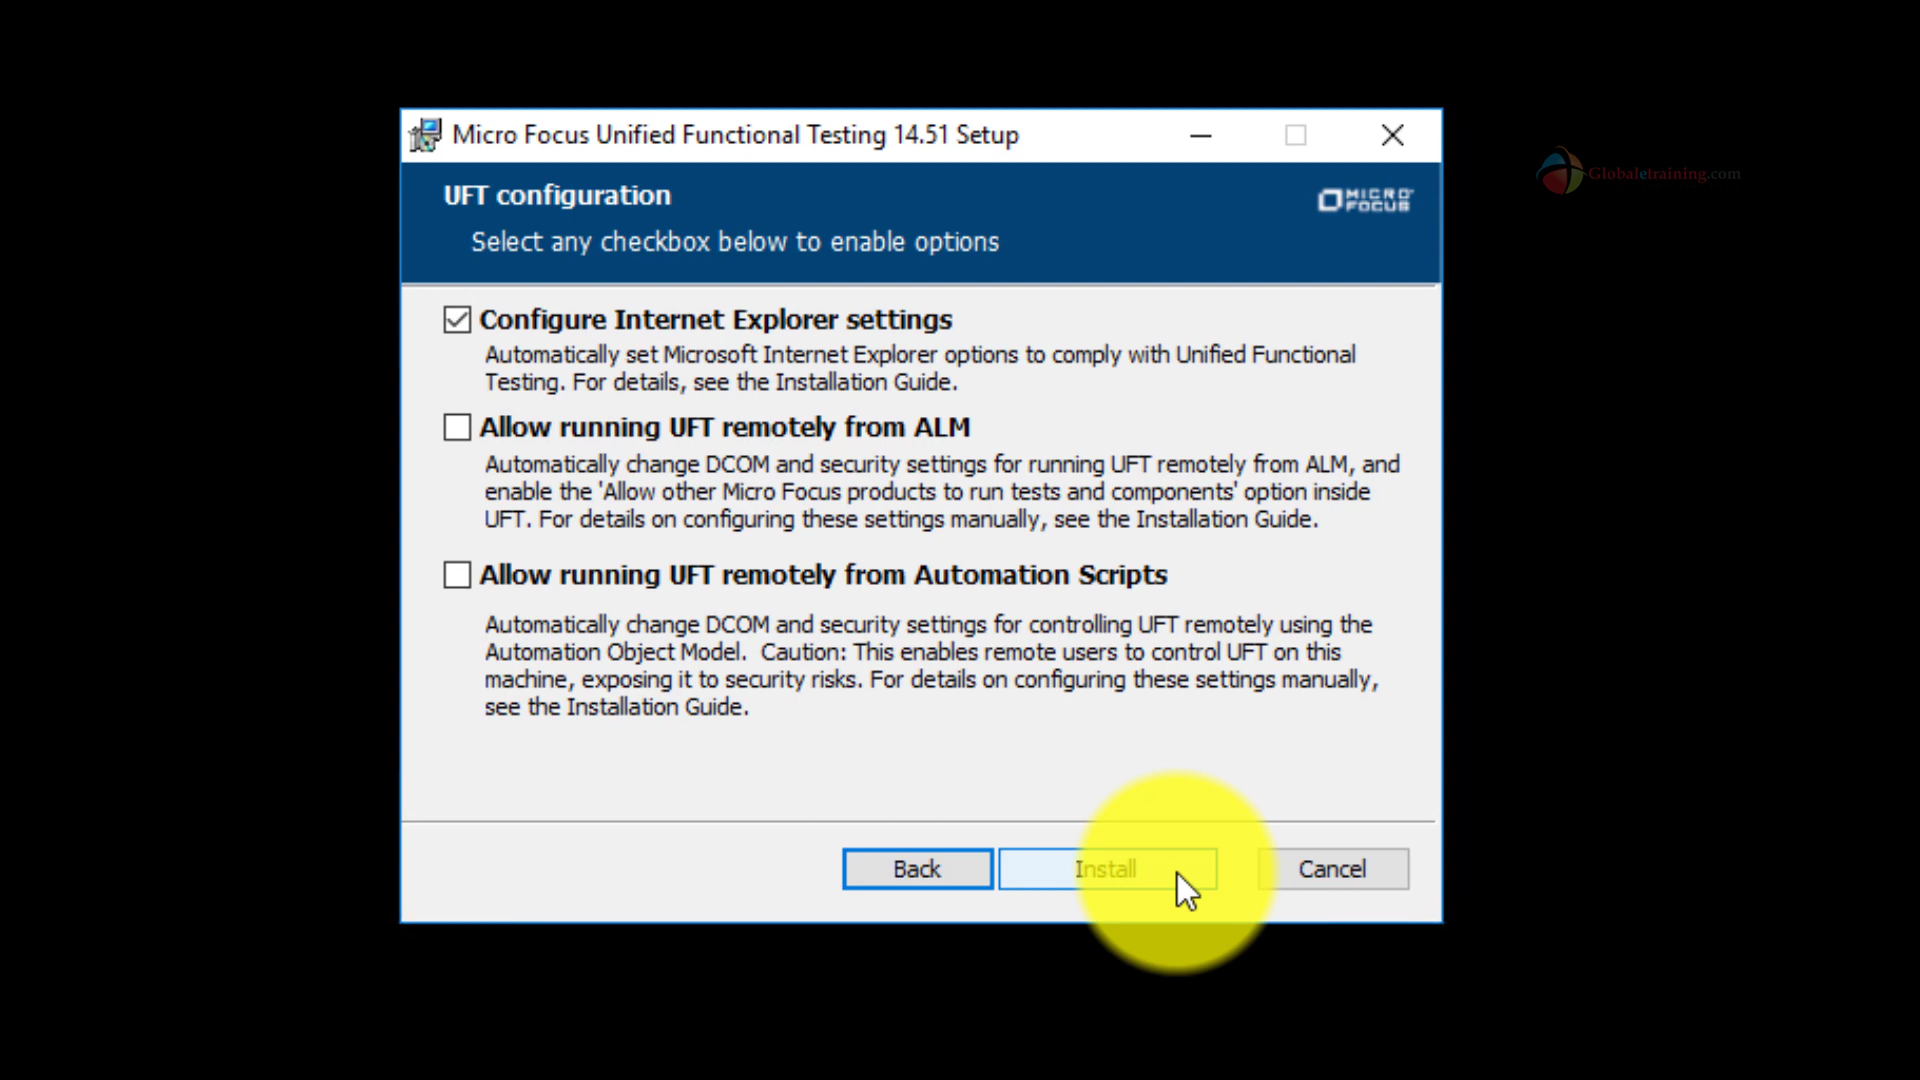 Micro Focus Unified Functional Testing 14.51 Setup
Globaletraining.com
UFT configuration
MICRO
FOCUS
Select any checkbox below to enable options
Configure Internet Explorer settings
Automatically set Microsoft Internet Explorer options to comply with Unified Functional
Testing. For details, see the Installation Guide.
Allow running UFT remotely from ALM
Automatically change DCOM and security settings for running UFT remotely from ALM, and
enable the 'Allow other Micro Focus products to run tests and components' option inside
UFT. For details on configuring these settings manually, see the Installation Guide.
Allow running UFT remotely from Automation Scripts
Automatically change DCOM and security settings for controlling UFT remotely using the
Automation Object Model.  Caution: This enables remote users to control UFT on this
machine, exposing it to security risks. For details on configuring these settings manually,
see the Installation Guide.
Back
Install
Cancel